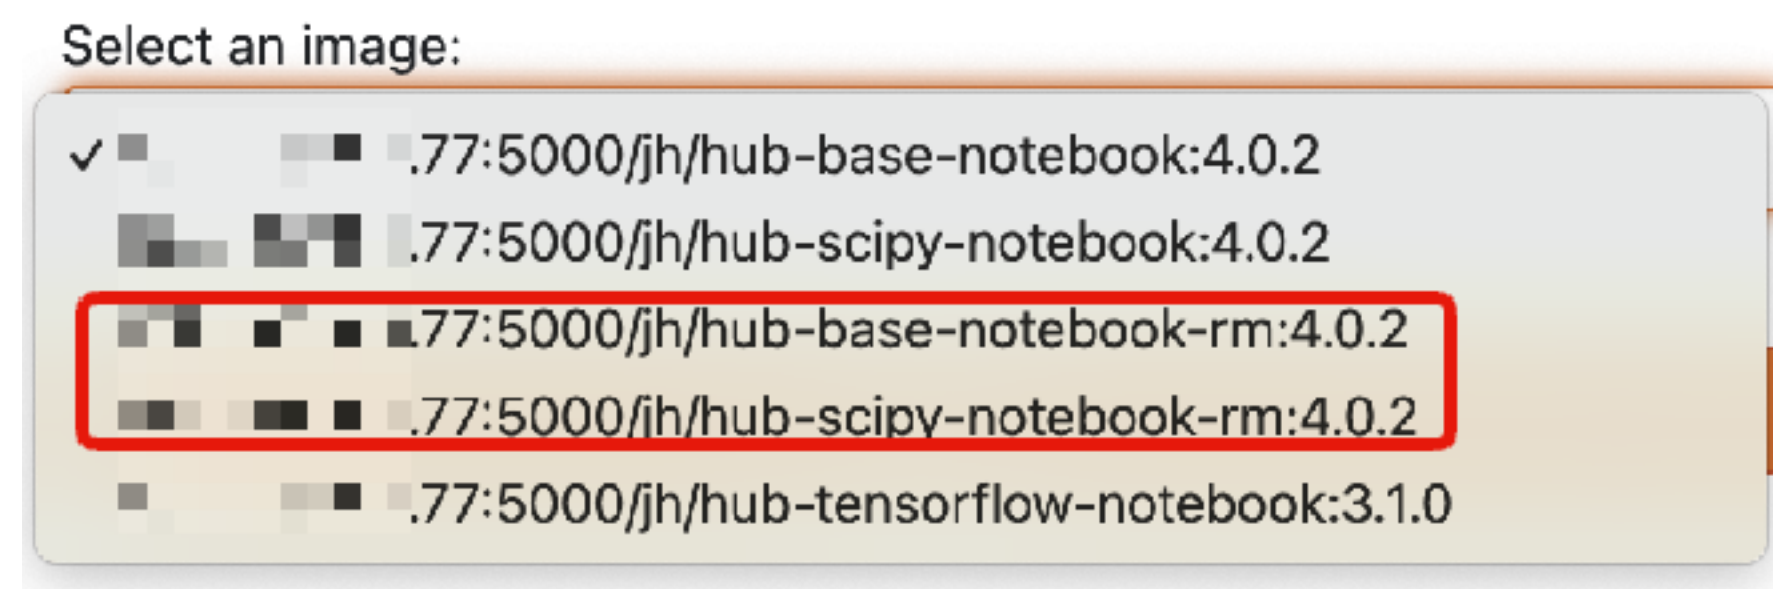 Select an image:
✓ .77:5000/jh/hub-base-notebook:4.0.2
.77:5000/jh/hub-scipy-notebook:4.0.2
.77:5000/jh/hub-base-notebook-rm:4.0.2
.77:5000/jh/hub-scipy-notebook-rm:4.0.2
.77:5000/jh/hub-tensorflow-notebook:3.1.0